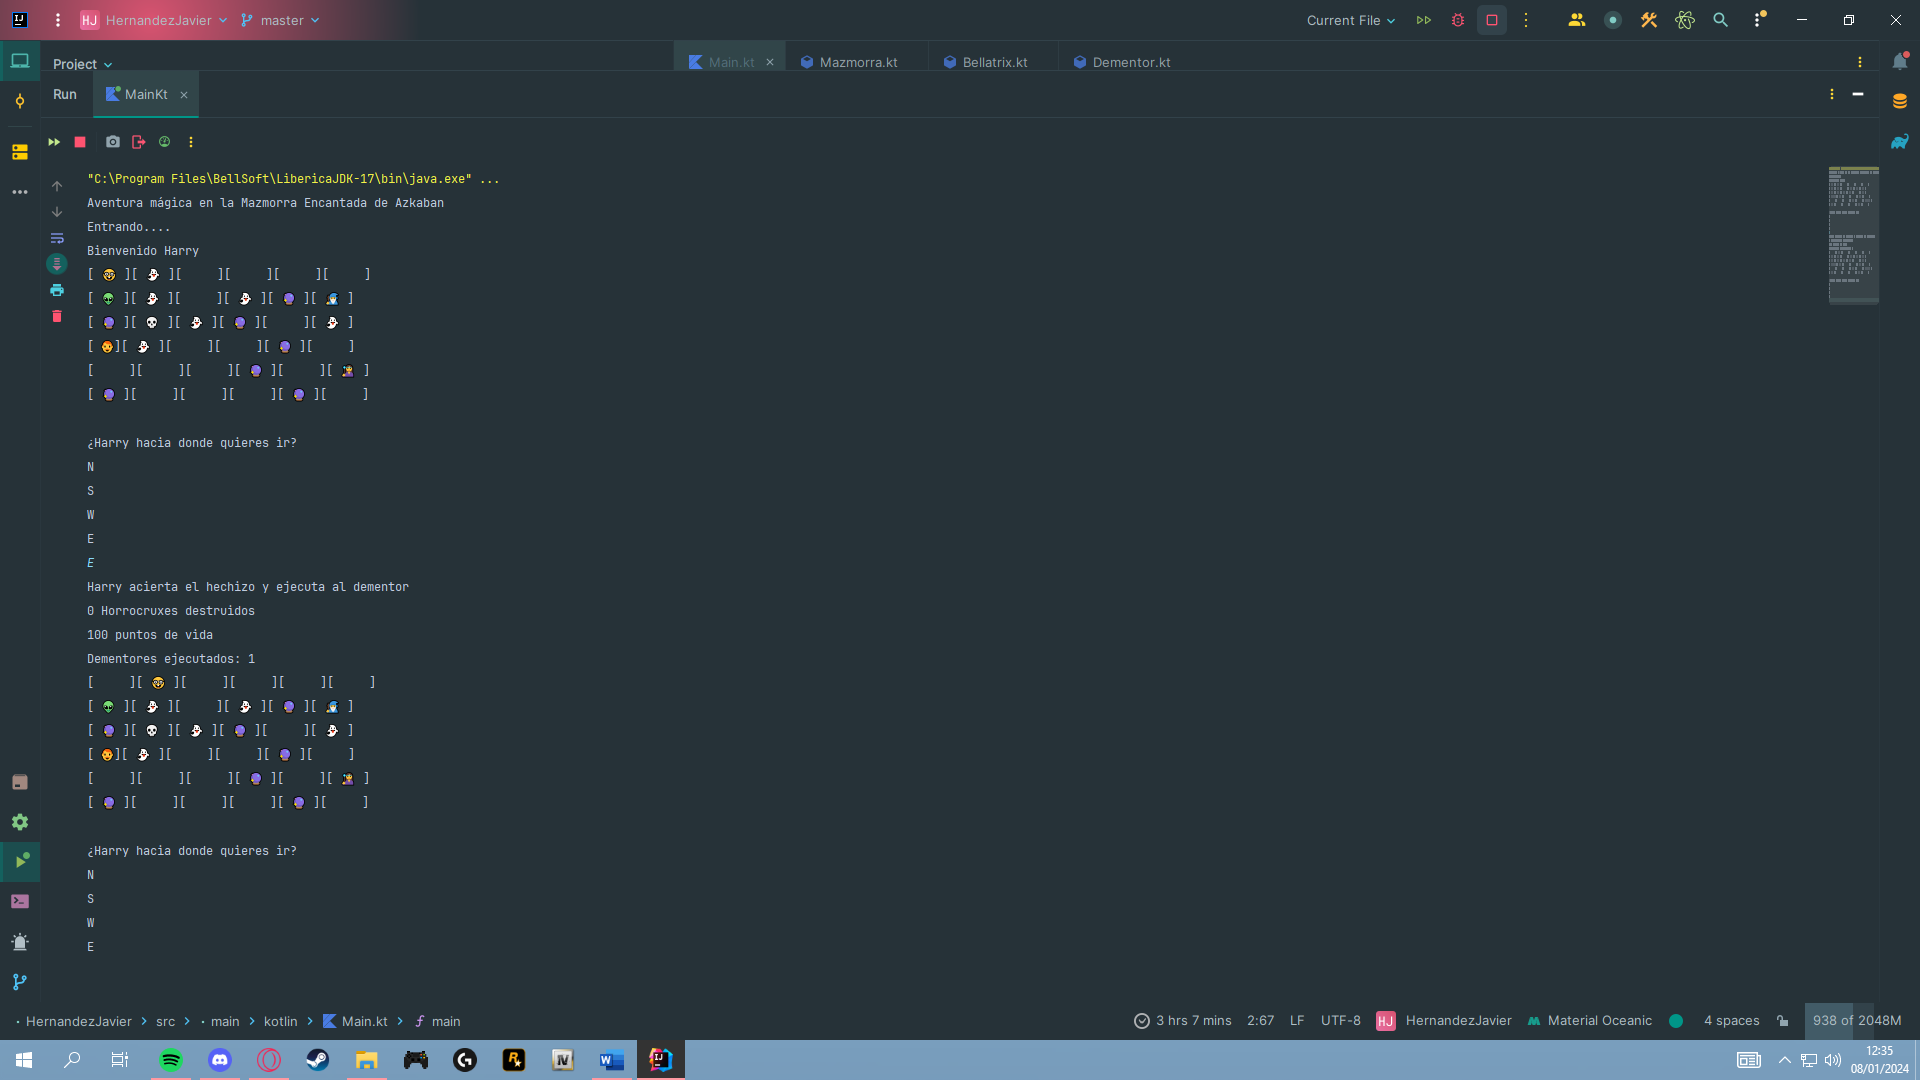 HJ HernandezJavier master Current File
Project Main.kt Mazmorra.kt Bellatrix.kt Dementor.kt
Run MainKt
"C:\Program Files\BellSoft\LibericaJDK-17\bin\java.exe" ...
Aventura mágica en la Mazmorra Encantada de Azkaban
Entrando....
Bienvenido Harry
[ 🤓 ][ 👻 ][ ][ ][ ][ ]
[ 👽 ][ 👻 ][ ][ 👻 ][ 🔮 ][ 🧙‍♂️ ]
[ 🔮 ][ 💀 ][ 👻 ][ 🔮 ][ ][ 👻 ]
[ 👨‍🦰][ 👻 ][ ][ ][ 🔮 ][ ]
[ ][ ][ ][ 🔮 ][ ][ 🦹‍♀️ ]
[ 🔮 ][ ][ ][ ][ 🔮 ][ ]
¿Harry hacia donde quieres ir?
N
S
W
E
E
Harry acierta el hechizo y ejecuta al dementor
0 Horrocruxes destruidos
100 puntos de vida
Dementores ejecutados: 1
[ ][ 🤓 ][ ][ ][ ][ ]
[ 👽 ][ 👻 ][ ][ 👻 ][ 🔮 ][ 🧙‍♂️ ]
[ 🔮 ][ 💀 ][ 👻 ][ 🔮 ][ ][ 👻 ]
[ 👨‍🦰][ 👻 ][ ][ ][ 🔮 ][ ]
[ ][ ][ ][ 🔮 ][ ][ 🦹‍♀️ ]
[ 🔮 ][ ][ ][ ][ 🔮 ][ ]
¿Harry hacia donde quieres ir?
N
S
W
E
HernandezJavier > src > main > kotlin > Main.kt > main 3 hrs 7 mins 2:67 LF UTF-8 HJ HernandezJavier Material Oceanic 4 spaces 938 of 2048M
12:35
08/01/2024